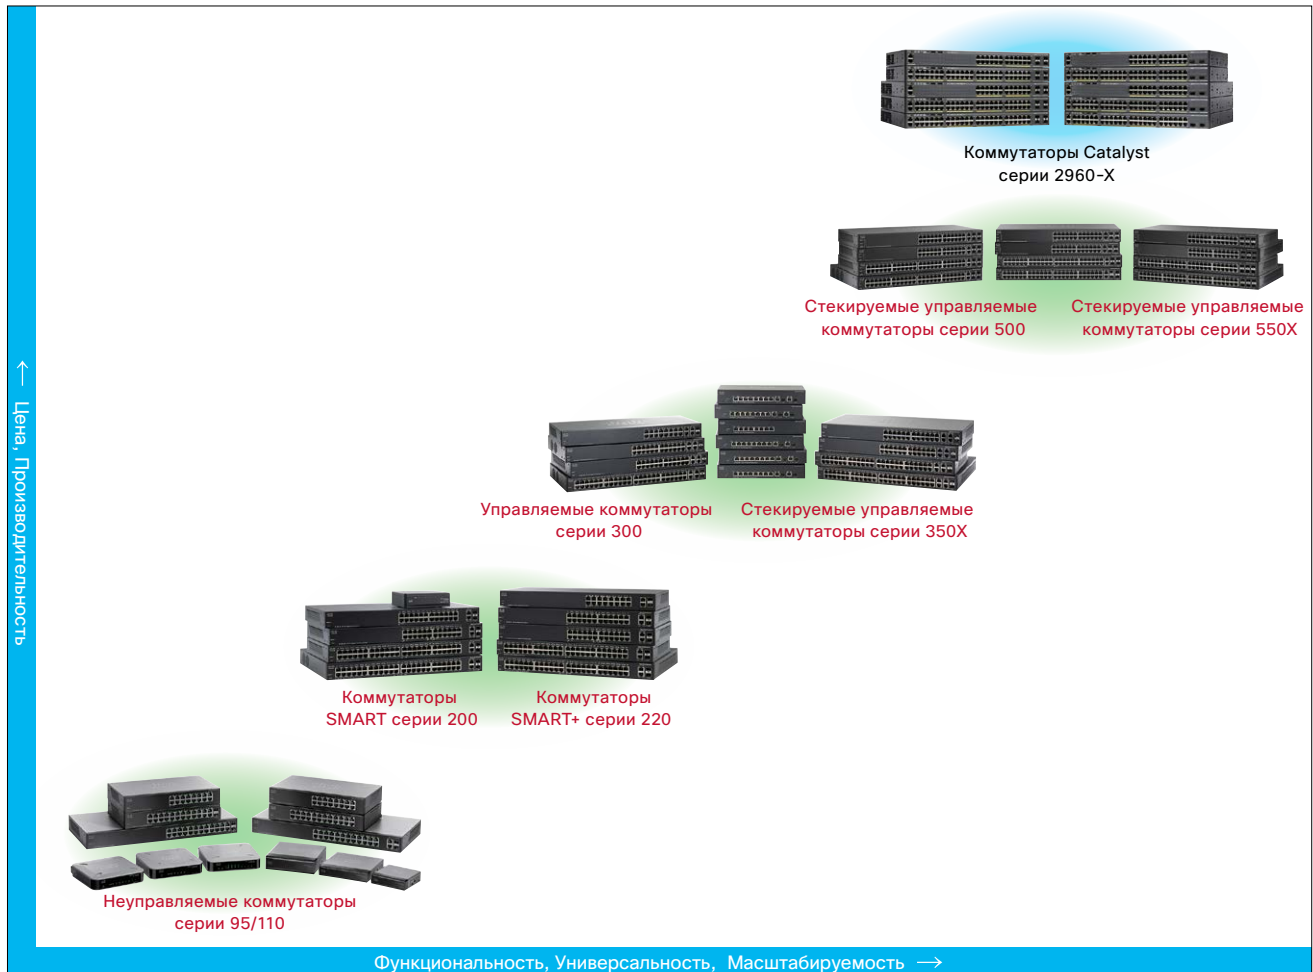 Коммутаторы Catalyst
серии 2960-X
Стекируемые управляемые
коммутаторы серии 500
Стекируемые управляемые
коммутаторы серии 550X
← Цена, Производительность
Управляемые коммутаторы
серии 300
Стекируемые управляемые
коммутаторы серии 350X
Коммутаторы
SMART серии 200
Коммутаторы
SMART+ серии 220
Неуправляемые коммутаторы
серии 95/110
Функциональность, Универсальность, Масштабируемость →